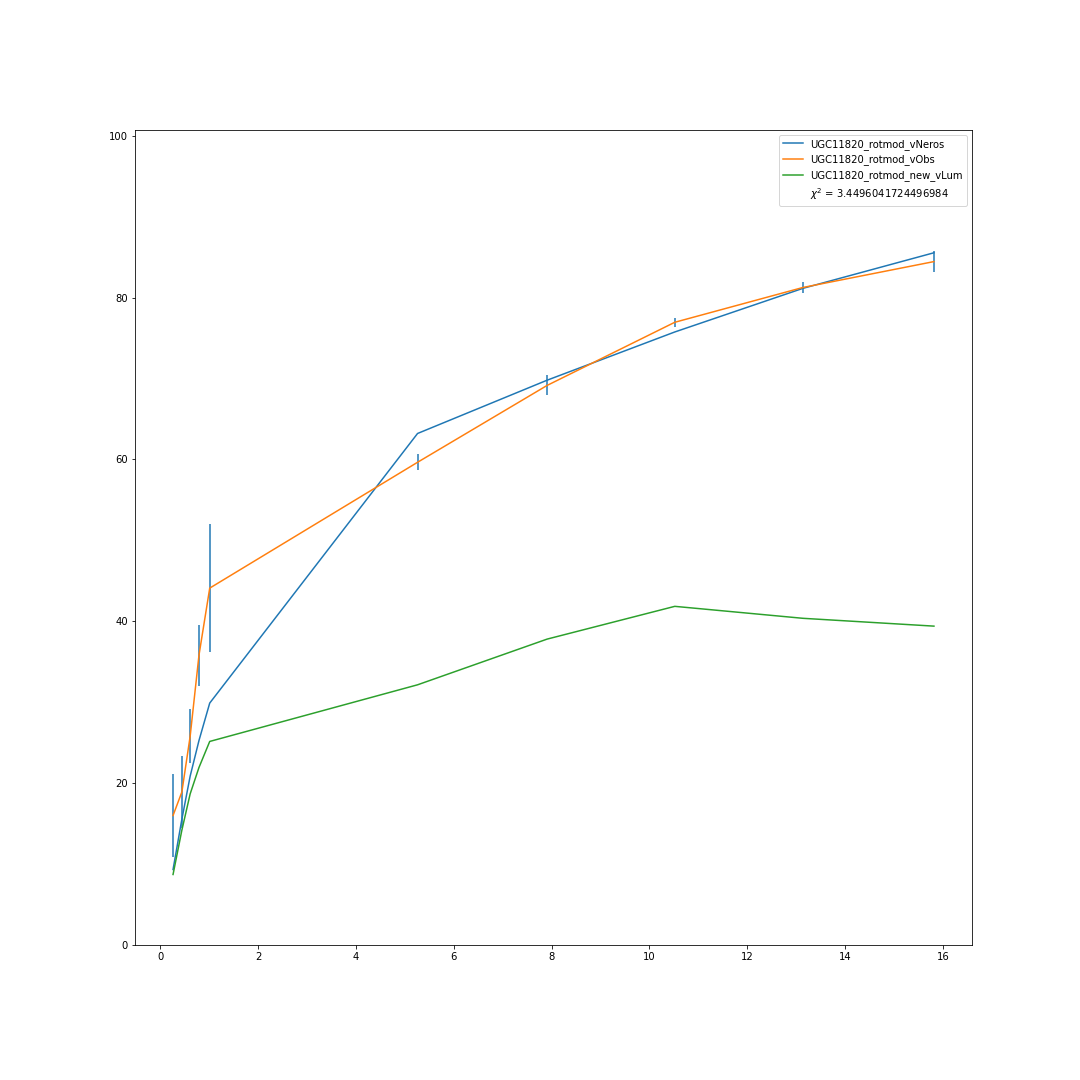 100
80
60
40
20
0
0 2 4 6 8 10 12 14 16
UGC11820_rotmod_vNeros
UGC11820_rotmod_vObs
UGC11820_rotmod_new_vLum
χ² = 3.4496041724496984